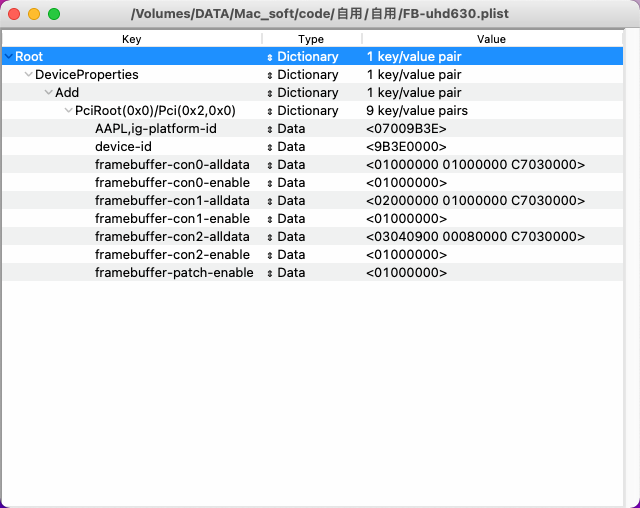 /Volumes/DATA/Mac_soft/code/自用/自用/FB-uhd630.plist
Key Type Value
Root Dictionary 1 key/value pair
DeviceProperties Dictionary 1 key/value pair
Add Dictionary 1 key/value pair
PciRoot(0x0)/Pci(0x2,0x0) Dictionary 9 key/value pairs
AAPL,ig-platform-id Data <07009B3E>
device-id Data <9B3E0000>
framebuffer-con0-alldata Data <01000000 01000000 C7030000>
framebuffer-con0-enable Data <01000000>
framebuffer-con1-alldata Data <02000000 01000000 C7030000>
framebuffer-con1-enable Data <01000000>
framebuffer-con2-alldata Data <03040900 00080000 C7030000>
framebuffer-con2-enable Data <01000000>
framebuffer-patch-enable Data <01000000>